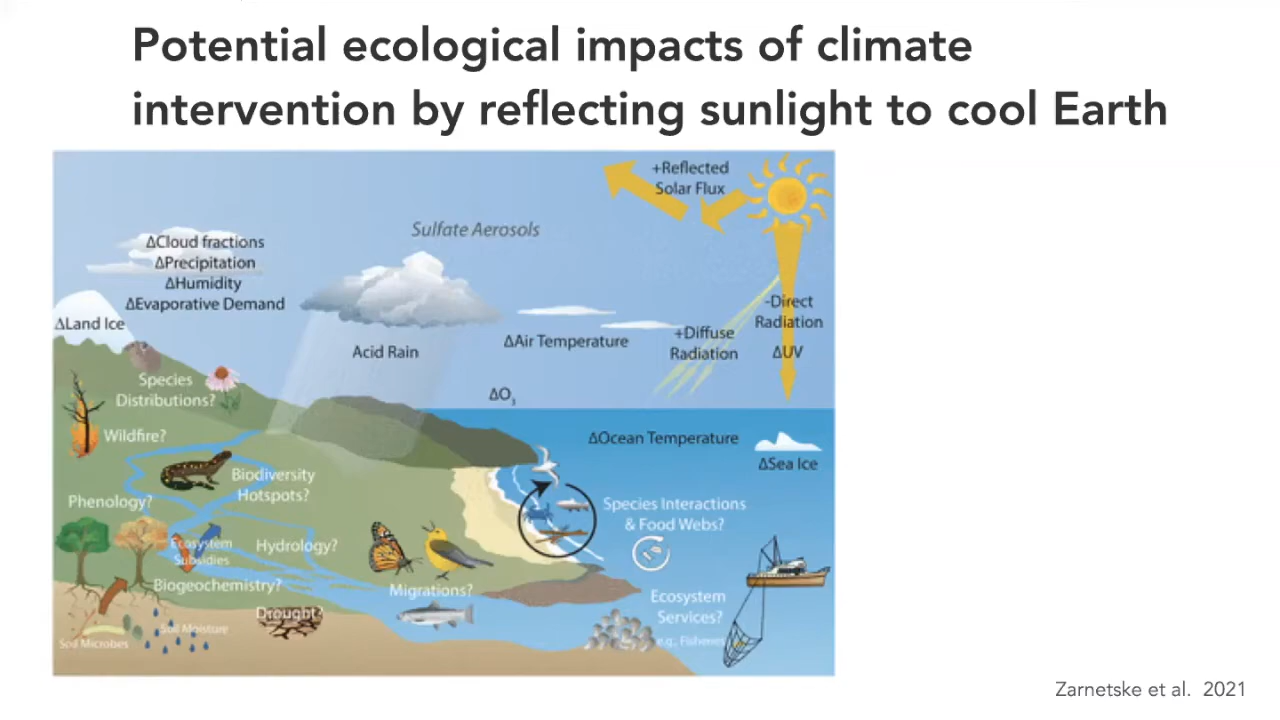 Potential ecological impacts of climate
intervention by reflecting sunlight to cool Earth
+Reflected
Solar Flux
Sulfate Aerosols
ΔCloud fractions
ΔPrecipitation
ΔHumidity
ΔEvaporative Demand
-Direct
Radiation
ΔUV
+Diffuse
Radiation
ΔLand Ice
ΔAir Temperature
Acid Rain
Species
Distributions?
ΔO₃
Wildfire?
ΔOcean Temperature
ΔSea Ice
Biodiversity
Hotspots?
Phenology?
Species Interactions
& Food Webs?
Ecosystem
Subsidies
Hydrology?
Biogeochemistry?
Migrations?
Ecosystem
Services?
e.g., Fisheries
Drought?
Soil Moisture
Soil Microbes
Zarnetske et al. 2021